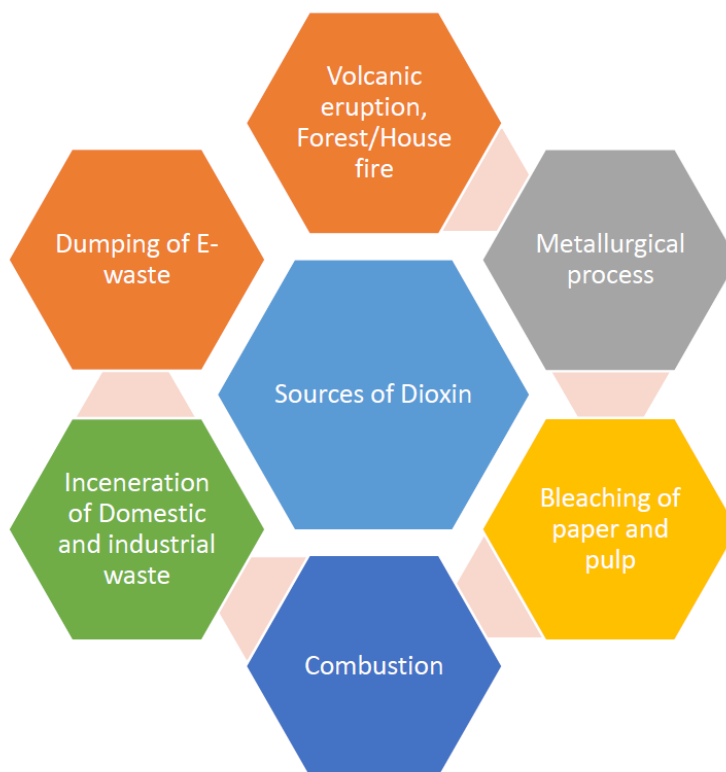 Volcanic
eruption,
Forest/House
fire
Dumping of E-
waste
Metallurgical
process
Sources of Dioxin
Inceneration
of Domestic
and industrial
waste
Bleaching of
paper and
pulp
Combustion